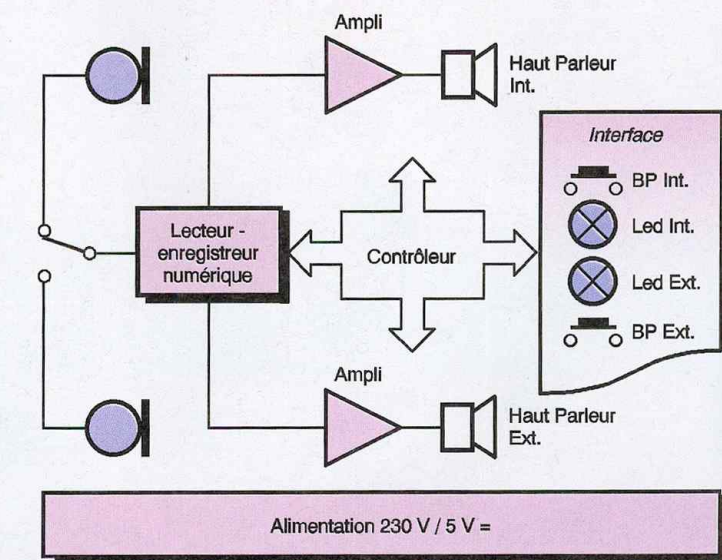 Ampli
Haut Parleur
Int.
Interface
BP Int.
Led Int.
Led Ext.
BP Ext.
Lecteur -
enregistreur
numérique
Contrôleur
Ampli
Haut Parleur
Ext.
Alimentation 230 V / 5 V =